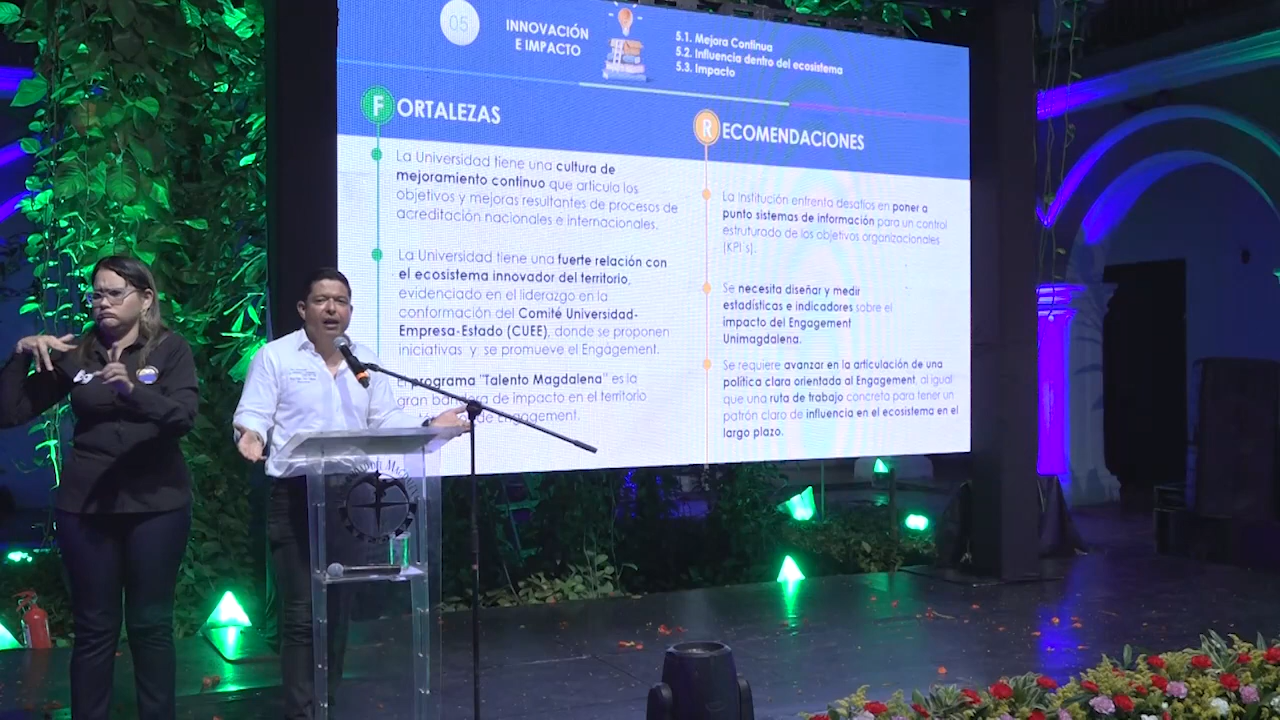 05
INNOVACIÓN
E IMPACTO
5.1. Mejora Continua
5.2. Influencia dentro del ecosistema
5.3. Impacto
FORTALEZAS
La Universidad tiene una cultura de
mejoramiento continuo que articula los
objetivos y mejoras resultantes de procesos de
acreditación nacionales e internacionales.
La Universidad tiene una fuerte relación con
el ecosistema innovador del territorio,
evidenciado en el liderazgo en la
conformación del Comité Universidad-
Empresa-Estado (CUEE), donde se proponen
iniciativas y se promueve el Engagement.
El programa "Talento Magdalena" es la
gran bandera de impacto en el territorio
de Engagement.
RECOMENDACIONES
La Institución enfrenta desafíos en poner a
punto sistemas de información para un control
estructurado de los objetivos organizacionales
(KPI´s).
Se necesita diseñar y medir
estadísticas e indicadores sobre el
impacto del Engagement
Unimagdalena.
Se requiere avanzar en la articulación de una
política clara orientada al Engagement, al igual
que una ruta de trabajo concreta para tener un
patrón claro de influencia en el ecosistema en el
largo plazo.